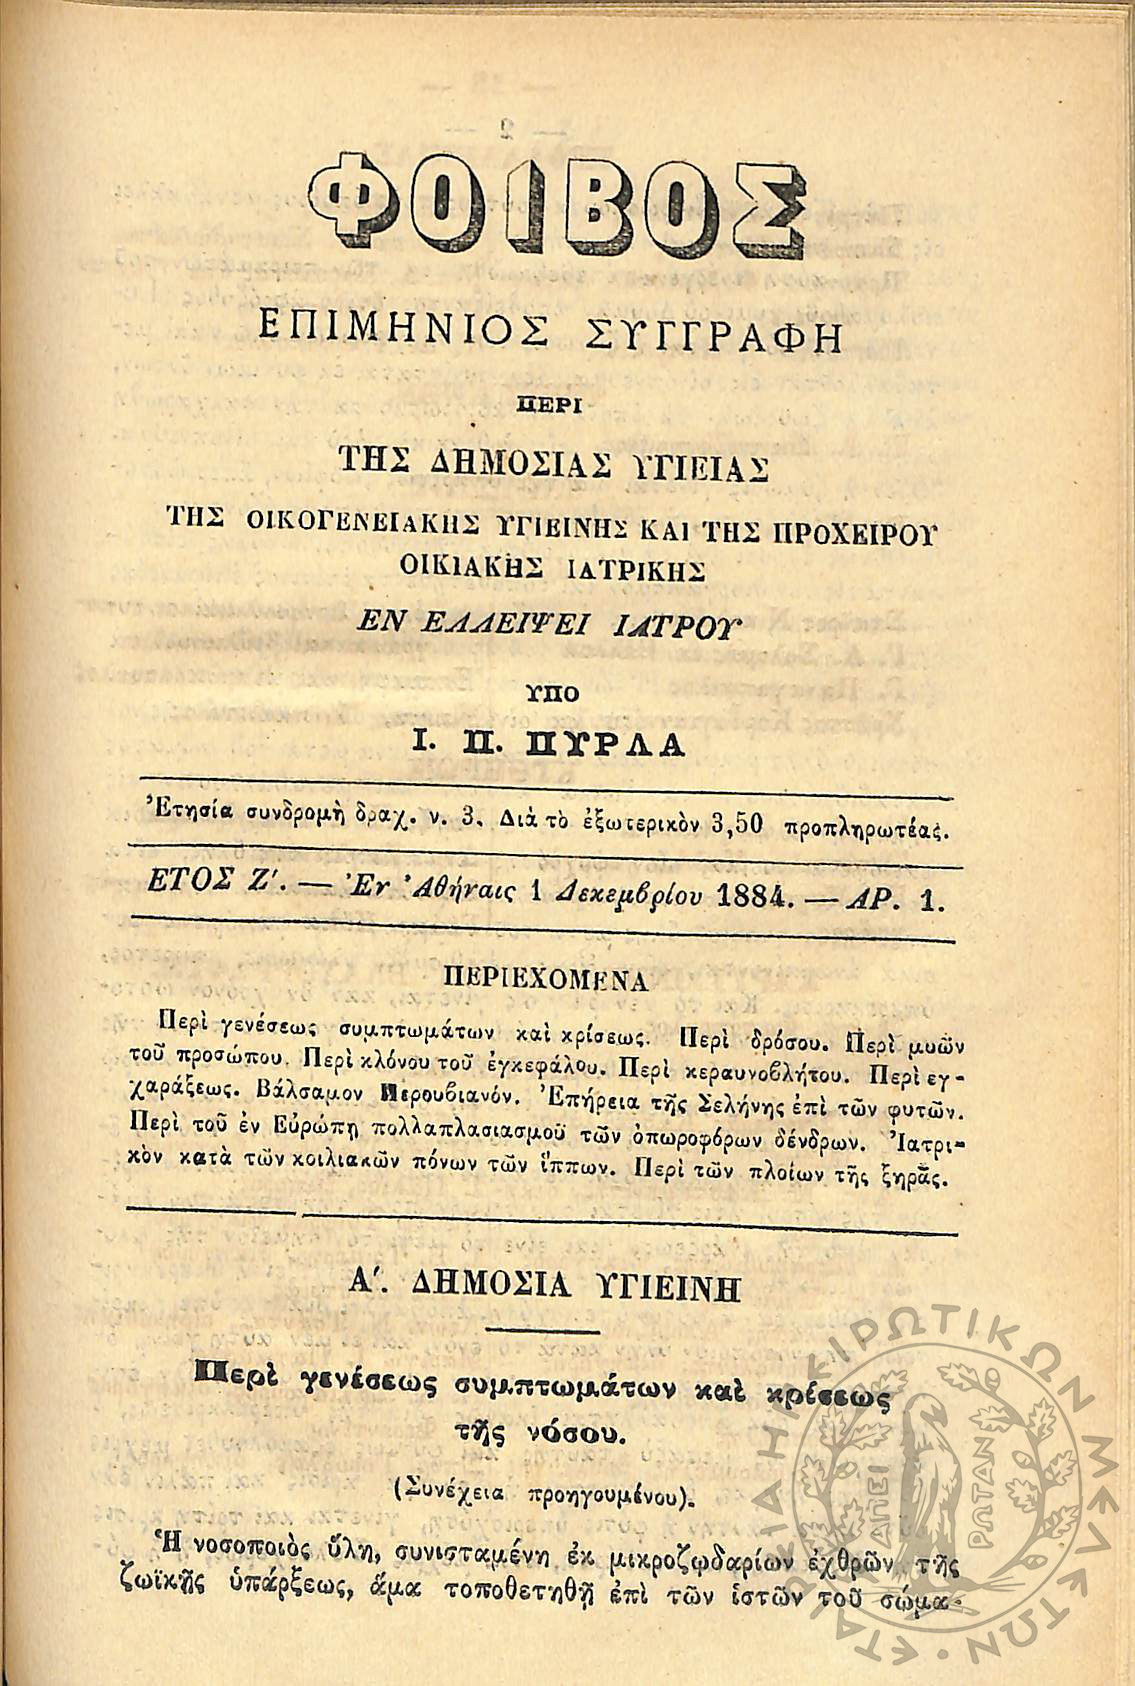 ΦΟΙΒΟΣ
ΕΠΙΜΗΝΙΟΣ ΣΥΓΓΡΑΦΗ
ΠΕΡΙ
ΤΗΣ ΔΗΜΟΣΙΑΣ ΥΓΙΕΙΑΣ
ΤΗΣ ΟΙΚΟΓΕΝΕΙΑΚΗΣ ΥΓΙΕΙΝΗΣ ΚΑΙ ΤΗΣ ΠΡΟΧΕΙΡΟΥ
ΟΙΚΙΑΚΗΣ ΙΑΤΡΙΚΗΣ
ΕΝ ΕΛΛΕΙΨΕΙ ΙΑΤΡΟΥ
ΥΠΟ
Ι. Π. ΠΥΡΛΑ
Ἐτησία συνδρομὴ δραχ. ν. 3. Διὰ τὸ ἐξωτερικὸν 3,50 προπληρωτέας.
ΕΤΟΣ Ζ'. — Ἐν Ἀθήναις 1 Δεκεμβρίου 1884. — ΑΡ. 1.
ΠΕΡΙΕΧΟΜΕΝΑ
Περὶ γενέσεως συμπτωμάτων καὶ κρίσεως. Περὶ δρόσου. Περὶ μυῶν
τοῦ προσώπου. Περὶ κλόνου τοῦ ἐγκεφάλου. Περὶ κεραυνοβλήτου. Περὶ εγ-
χαράξεως. Βάλσαμον Περουβιανόν. Ἐπήρεια τῆς Σελήνης ἐπὶ τῶν φυτῶν.
Περὶ τοῦ ἐν Εὐρώπῃ πολλαπλασιασμοῦ τῶν ὀπωροφόρων δένδρων. Ἰατρι-
κὸν κατὰ τῶν κοιλιακῶν πόνων τῶν ἵππων. Περὶ τῶν πλοίων τῆς ξηρᾶς.
Α'. ΔΗΜΟΣΙΑ ΥΓΙΕΙΝΗ
Περὶ γενέσεως συμπτωμάτων καὶ κρίσεως
τῆς νόσου.
(Συνέχεια προηγουμένου).
Ἡ νοσοποιὸς ὕλη, συνισταμένη ἐκ μικροζωδαρίων ἐχθρῶν τῆς
ζωϊκῆς ὑπάρξεως, ἅμα τοποθετηθῇ ἐπὶ τῶν ἱστῶν τοῦ σώμα-
ΕΤΑΙΡΕΙΑ ΗΠΕΙΡΩΤΙΚΩΝ ΜΕΛΕΤΩΝ
ΑΠΕΙ ΡΩΤΑΝ